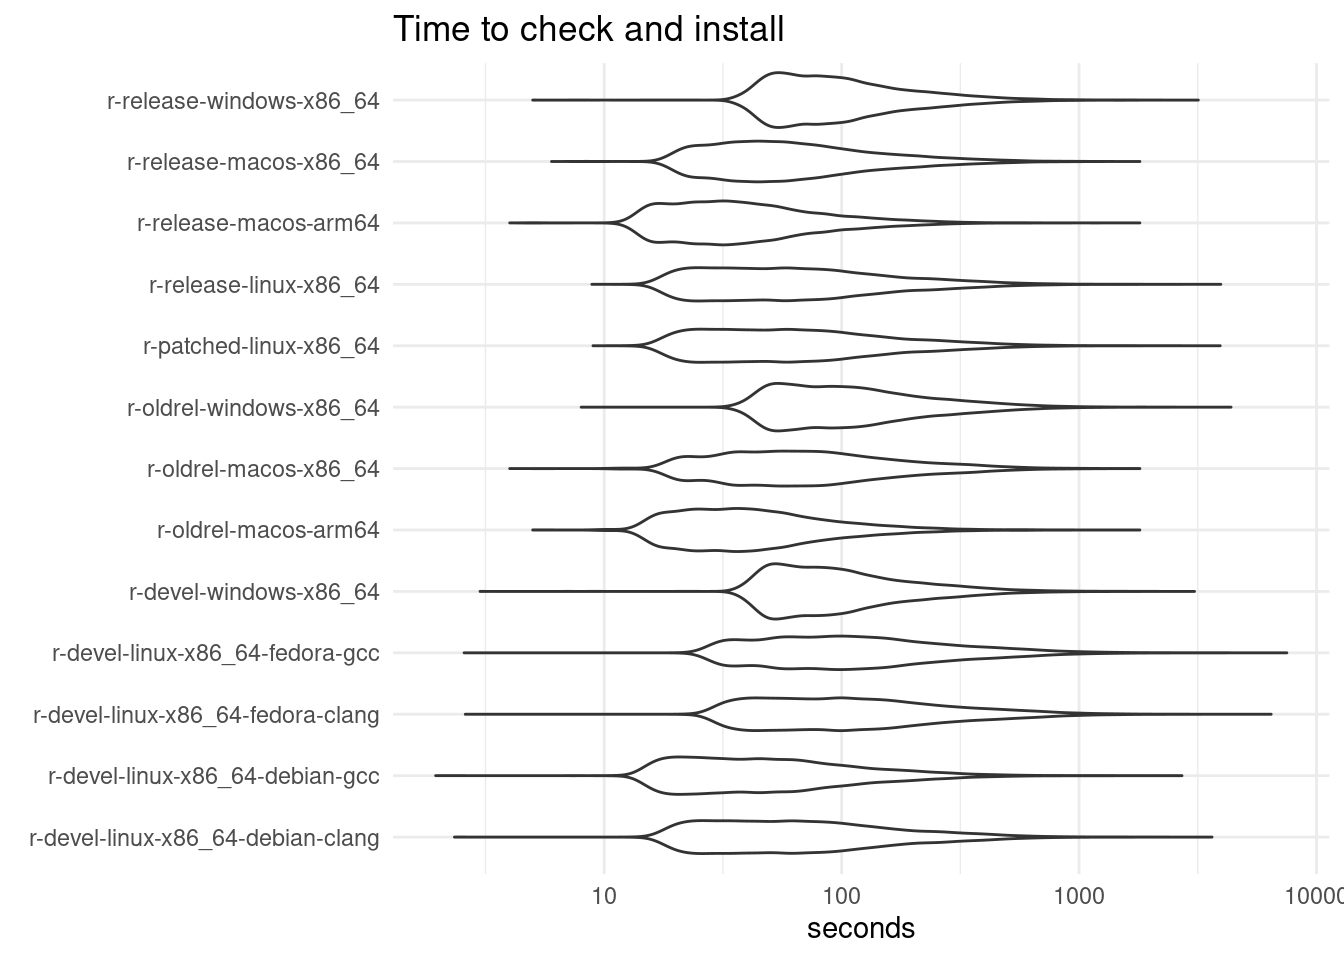 Time to check and install
r-release-windows-x86_64
r-release-macos-x86_64
r-release-macos-arm64
r-release-linux-x86_64
r-patched-linux-x86_64
r-oldrel-windows-x86_64
r-oldrel-macos-x86_64
r-oldrel-macos-arm64
r-devel-windows-x86_64
r-devel-linux-x86_64-fedora-gcc
r-devel-linux-x86_64-fedora-clang
r-devel-linux-x86_64-debian-gcc
r-devel-linux-x86_64-debian-clang
10 100 1000 10000
seconds